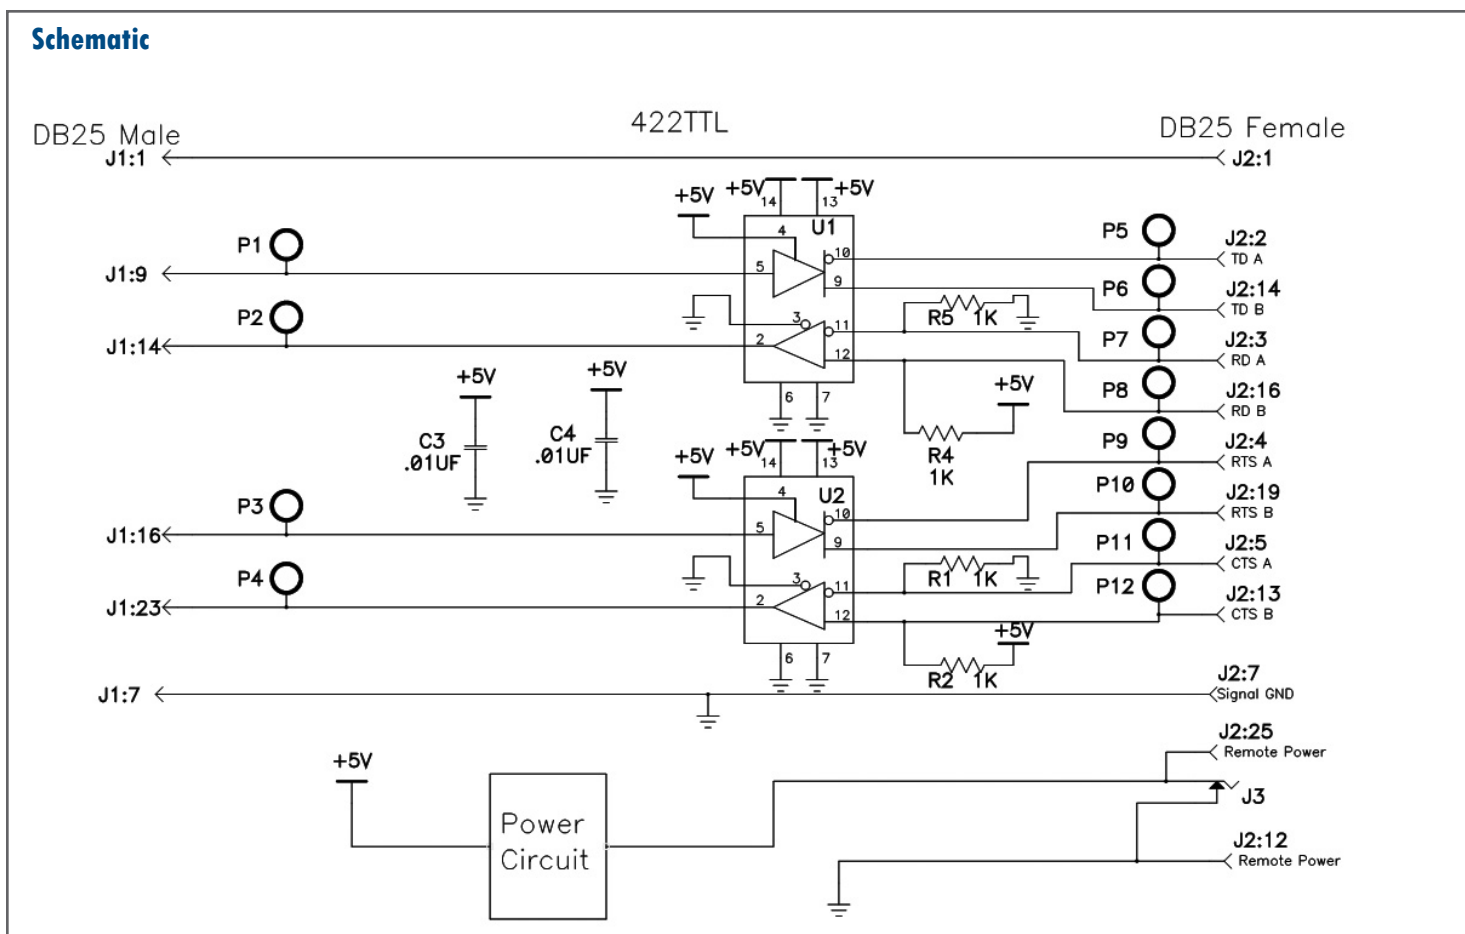 Schematic
422TTL
DB25 Male
DB25 Female
J1:1
J2:1
+5V
+5V
+5V
14
13
U1
4
P1
P5
J2:2
TD A
10
J1:9
5
9
P6
J2:14
TD B
P2
3
R5 1K
11
P7
J2:3
RD A
J1:14
2
12
+5V
+5V
+5V
P8
J2:16
RD B
6
7
C3
.01UF
C4
.01UF
+5V
+5V
+5V
14
13
R4
1K
P9
J2:4
RTS A
4
U2
P10
J2:19
RTS B
P3
10
J1:16
5
9
P11
J2:5
CTS A
P4
3
R1 1K
11
P12
J2:13
CTS B
J1:23
2
12
+5V
6
7
R2 1K
J1:7
J2:7
Signal GND
J2:25
Remote Power
+5V
J3
Power
Circuit
J2:12
Remote Power